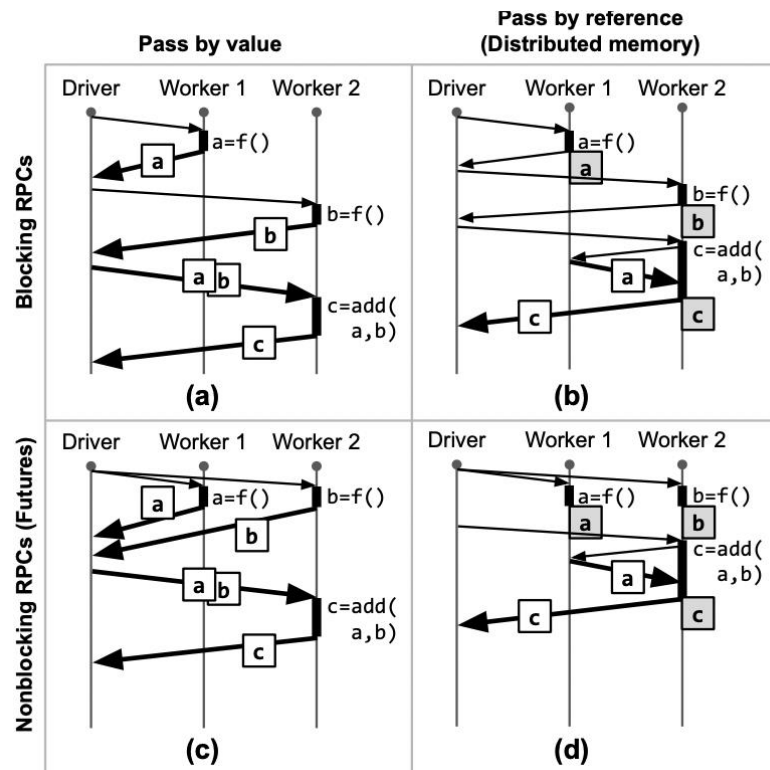 Pass by value
Pass by reference
(Distributed memory)
Blocking RPCs
Driver Worker 1 Worker 2
a=f()
a
b=f()
b
a b
c=add(
a,b)
c
(a)
Driver Worker 1 Worker 2
a=f()
a
b=f()
b
c=add(
a,b)
a
c
c
(b)
Nonblocking RPCs (Futures)
Driver Worker 1 Worker 2
a=f() b=f()
a
b
a b
c=add(
a,b)
c
(c)
Driver Worker 1 Worker 2
a=f() b=f()
a b
c=add(
a,b)
a
c c
(d)